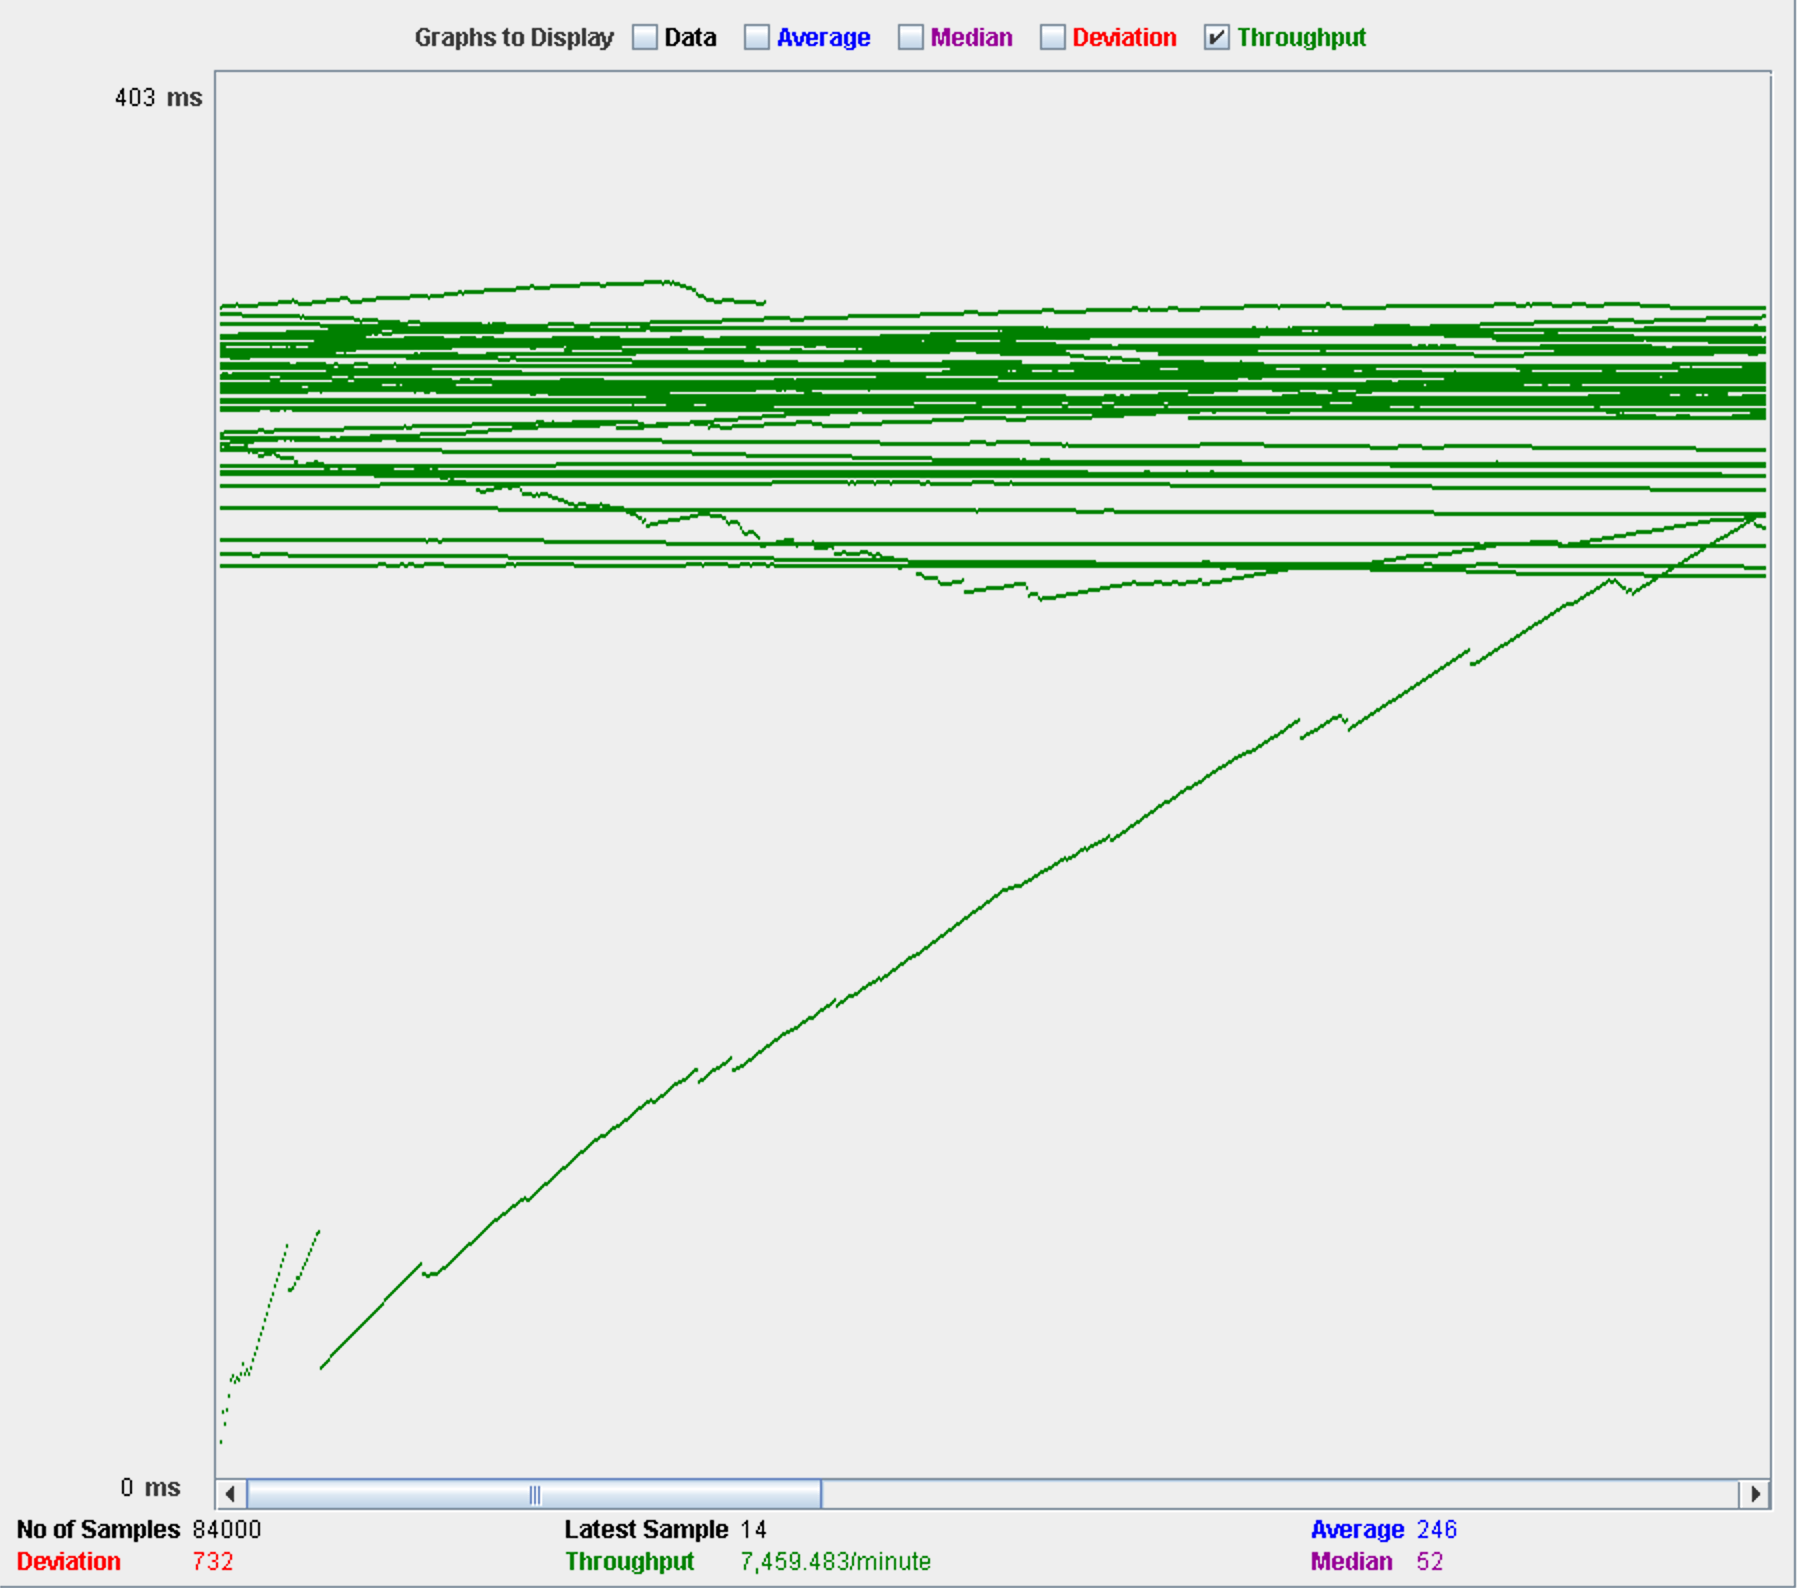 Graphs to Display Data Average Median Deviation Throughput
403 ms
0 ms
No of Samples 84000 Latest Sample 14 Average 246
Deviation 732 Throughput 7,459.483/minute Median 52